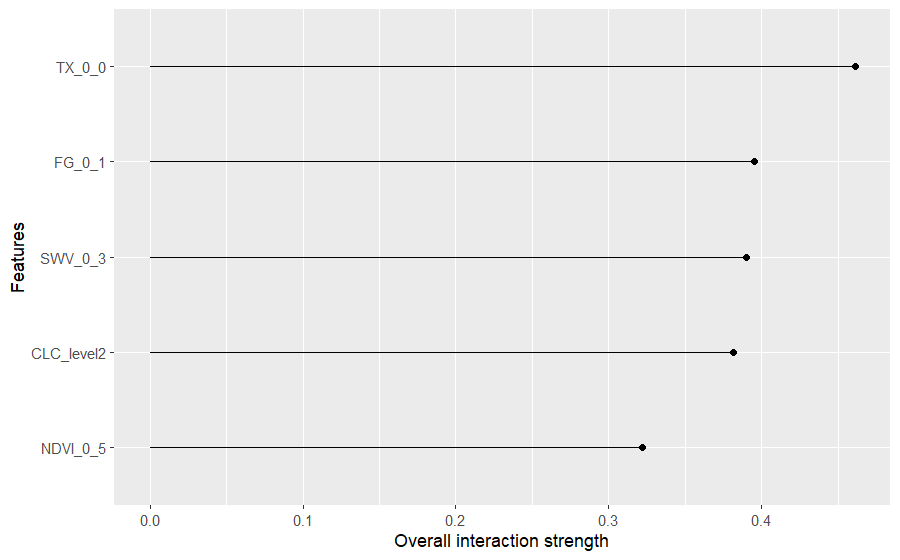 TX_0_0
FG_0_1
SWV_0_3
CLC_level2
NDVI_0_5
Features
0.0 0.1 0.2 0.3 0.4
Overall interaction strength